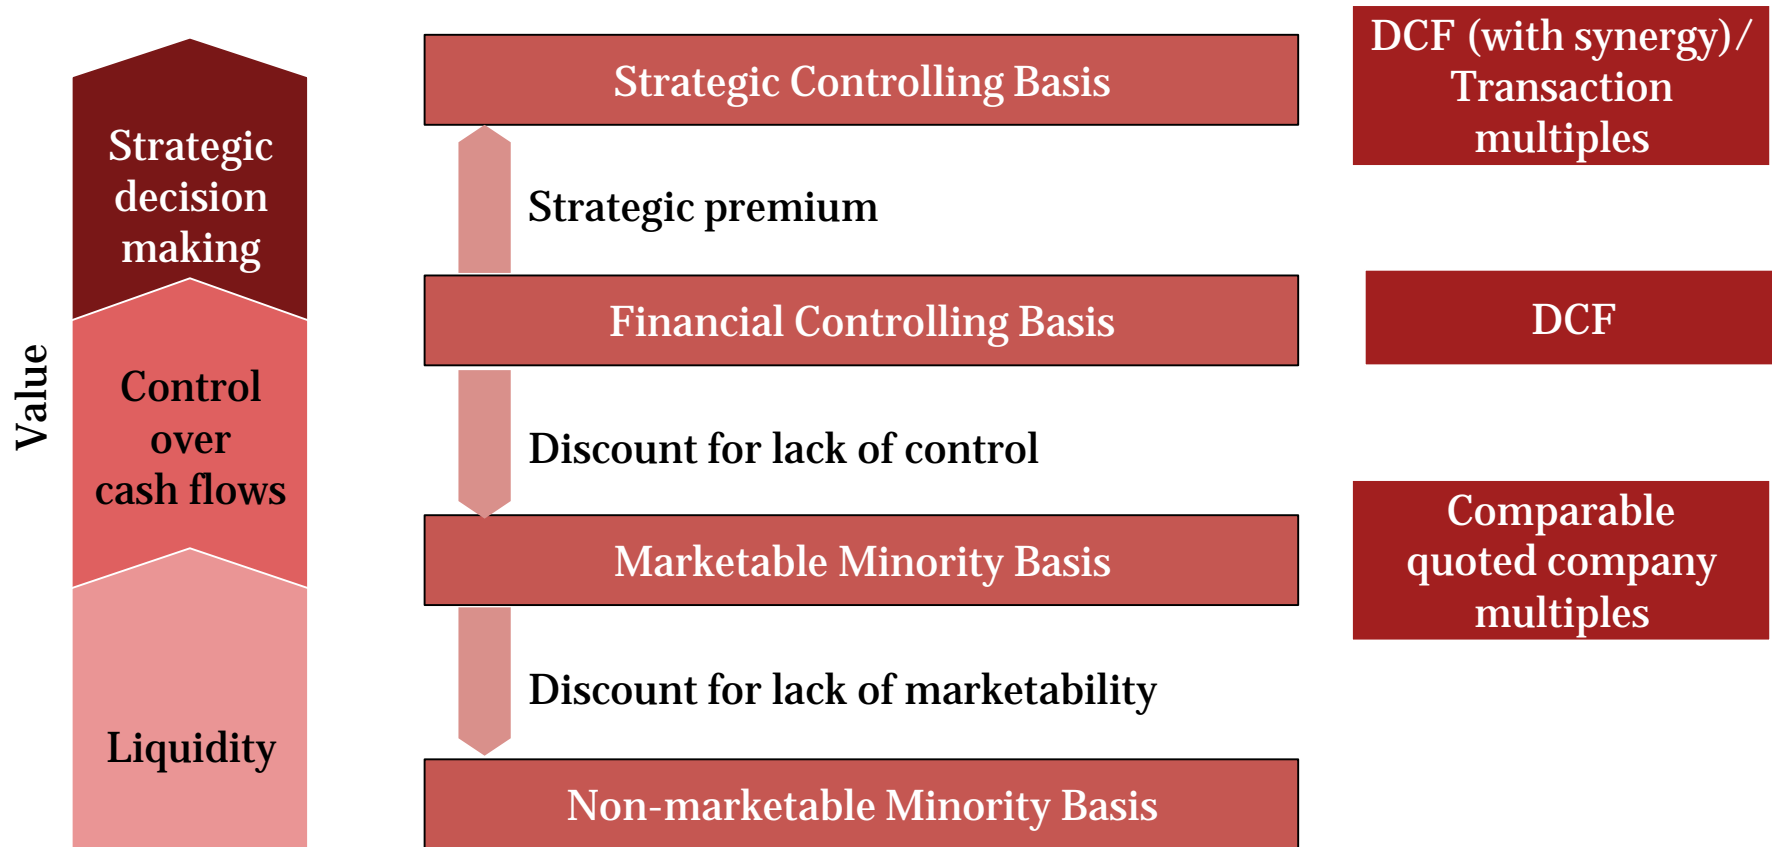 Value
Strategic
decision
making
Control
over
cash flows
Liquidity
Strategic Controlling Basis
Strategic premium
Financial Controlling Basis
Discount for lack of control
Marketable Minority Basis
Discount for lack of marketability
Non-marketable Minority Basis
DCF (with synergy)/
Transaction
multiples
DCF
Comparable
quoted company
multiples